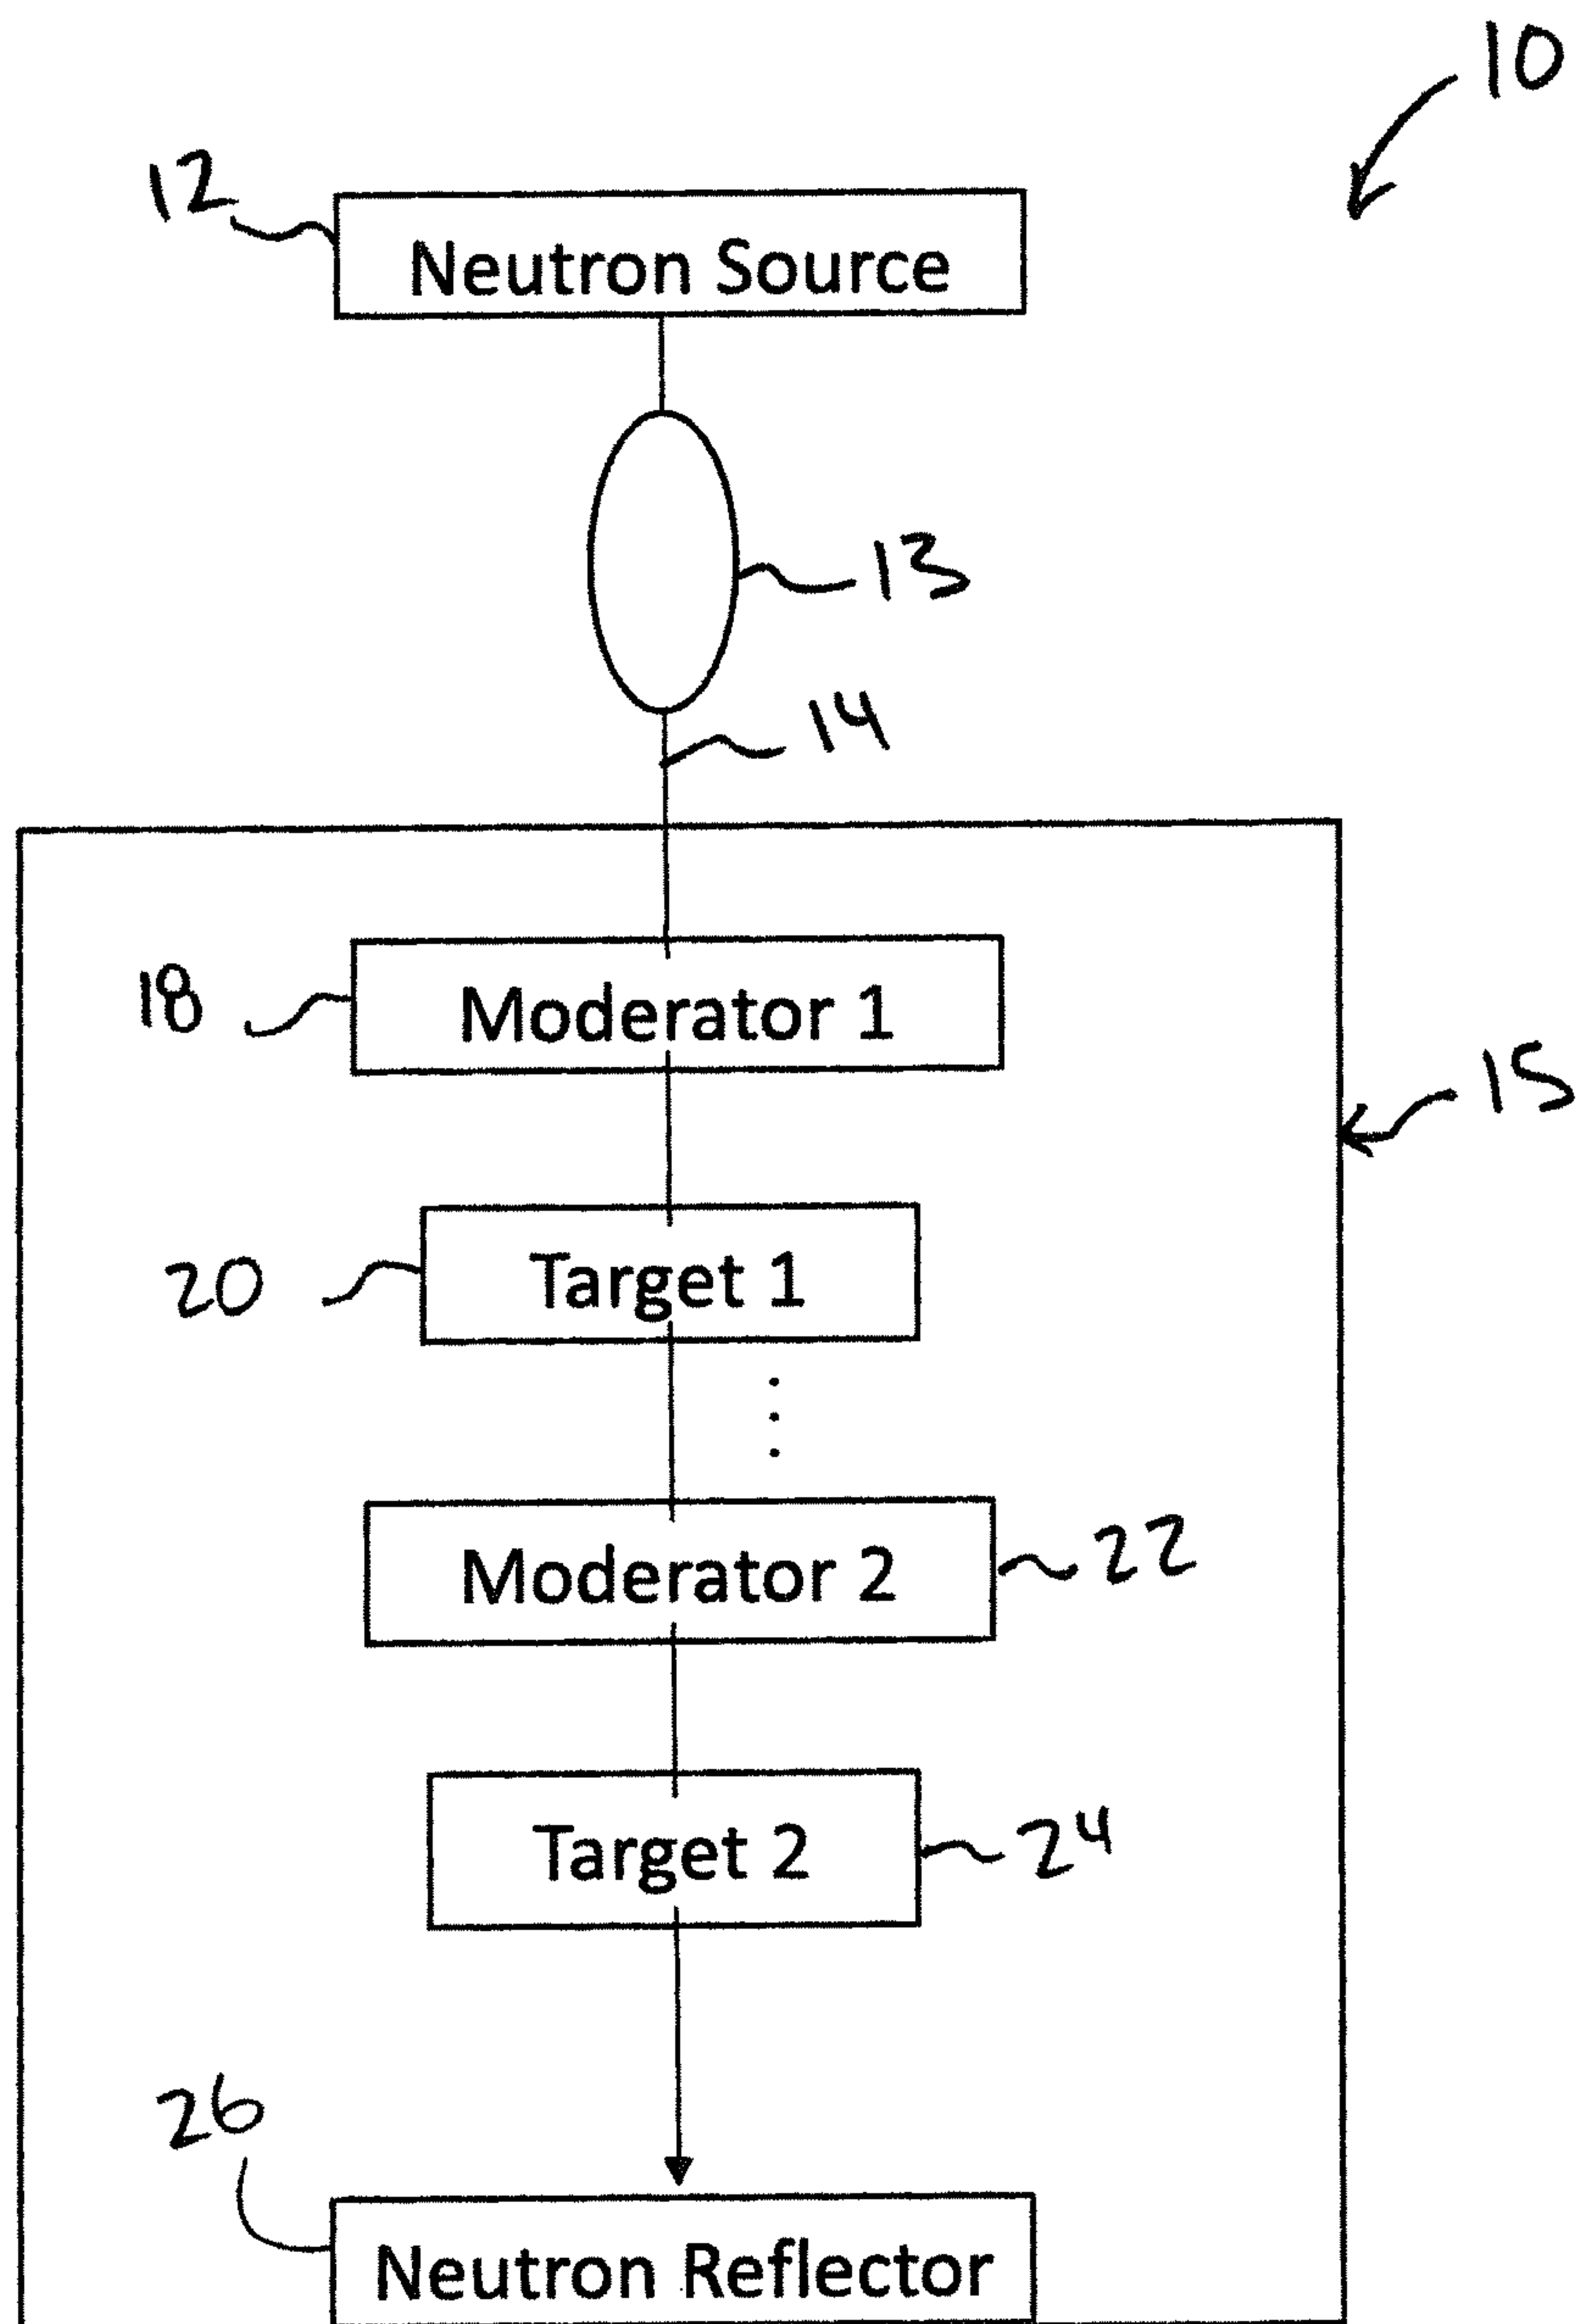 10
12
Neutron Source
13
14
18
Moderator 1
15
20
Target 1
Moderator 2
22
Target 2
24
26
Neutron Reflector